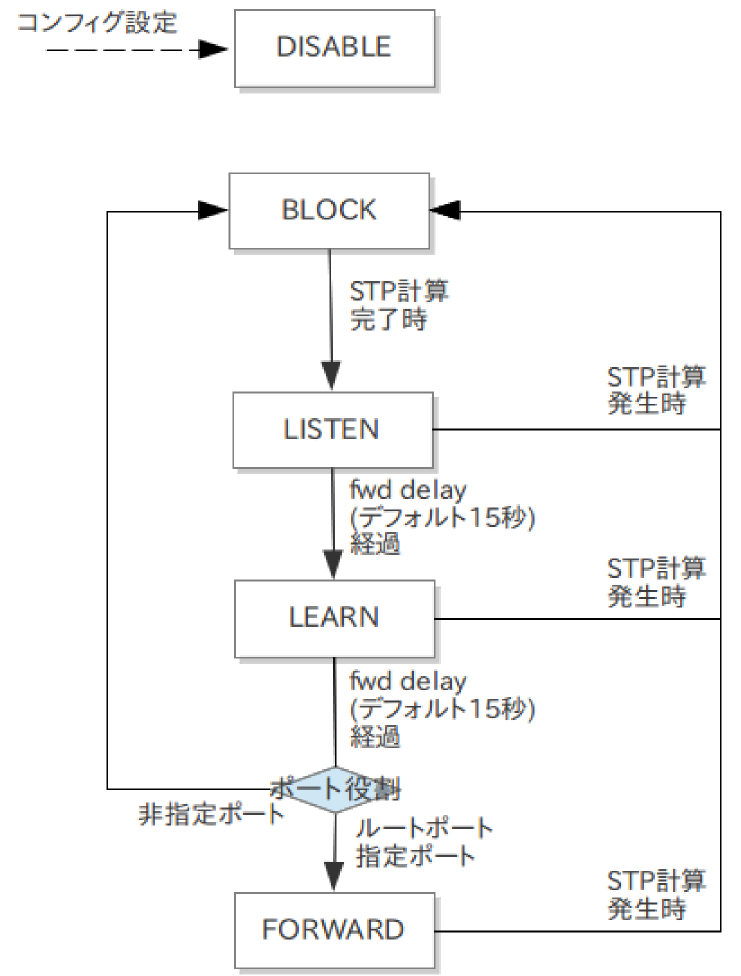 コンフィグ設定
DISABLE
BLOCK
STP計算
完了時
STP計算
発生時
LISTEN
fwd delay
(デフォルト15秒)
経過
STP計算
発生時
LEARN
fwd delay
(デフォルト15秒)
経過
ポート役割
非指定ポート
ルートポート
指定ポート
STP計算
発生時
FORWARD